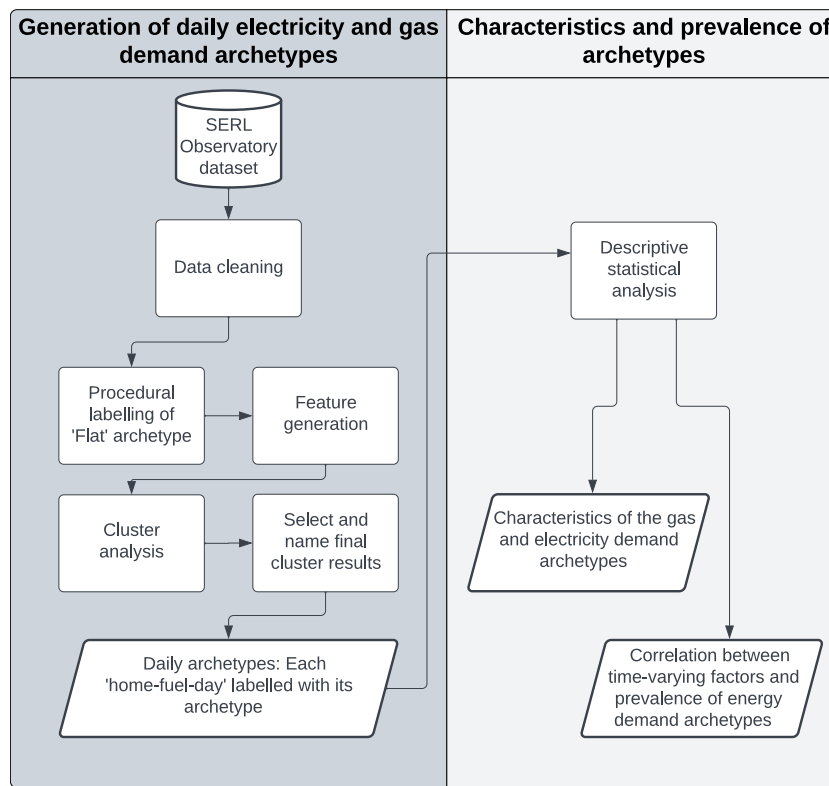 Generation of daily electricity and gas
demand archetypes
Characteristics and prevalence of
archetypes
SERL
Observatory
dataset
Data cleaning
Procedural
labelling of
'Flat' archetype
Feature
generation
Cluster
analysis
Select and
name final
cluster results
Daily archetypes: Each
'home-fuel-day' labelled with its
archetype
Descriptive
statistical
analysis
Characteristics of the gas
and electricity demand
archetypes
Correlation between
time-varying factors and
prevalence of energy
demand archetypes